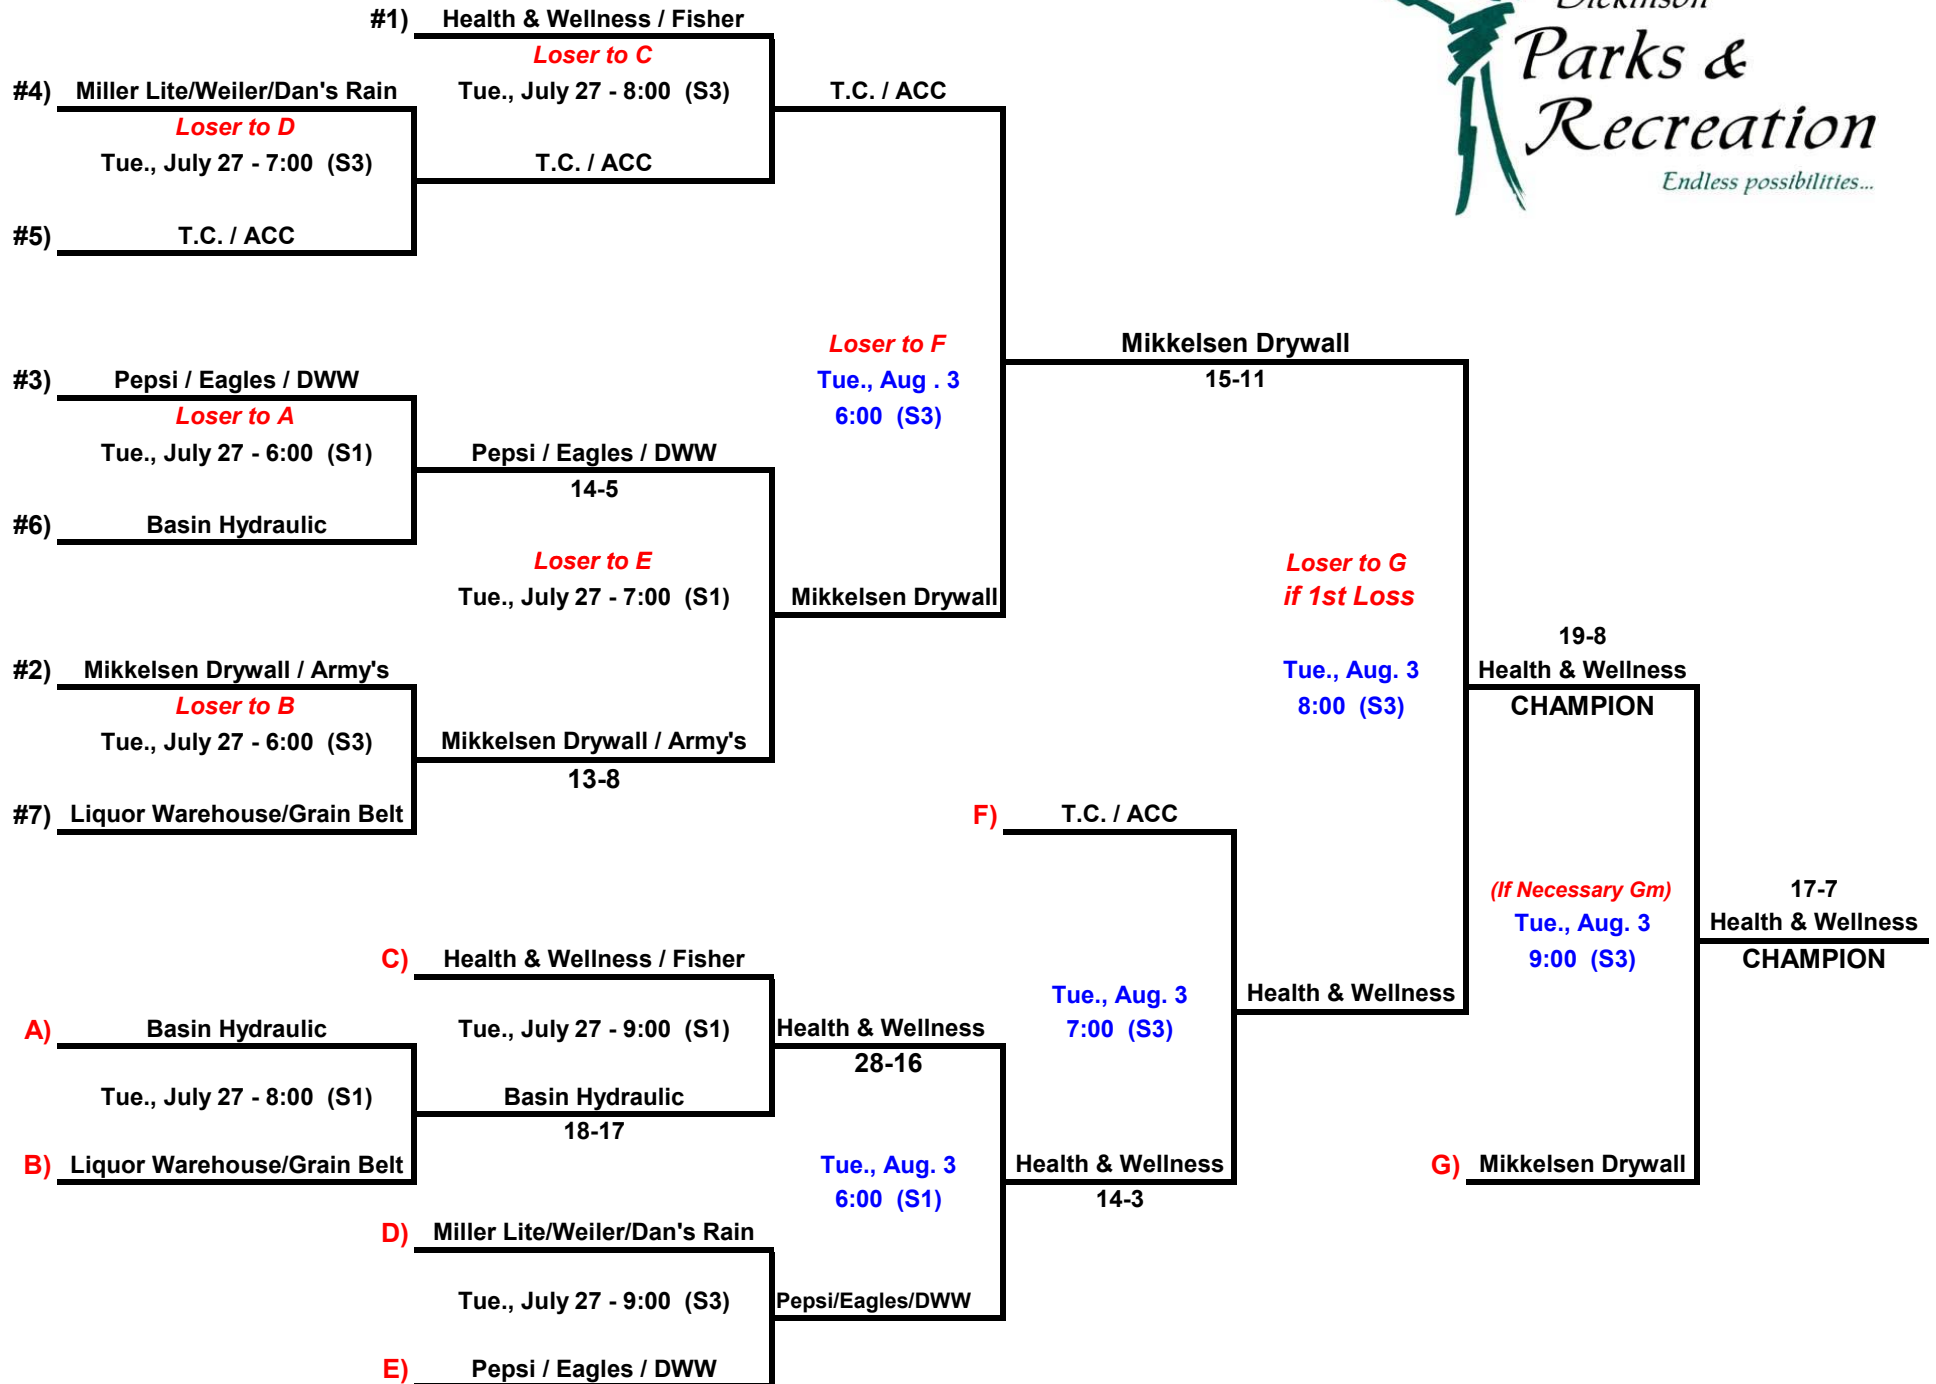 Dickinson
Parks &
Recreation
Endless possibilities...
#1) Health & Wellness / Fisher
Loser to C
#4) Miller Lite/Weiler/Dan's Rain
Tue., July 27 - 8:00 (S3)
T.C. / ACC
Loser to D
Tue., July 27 - 7:00 (S3)
T.C. / ACC
#5) T.C. / ACC
Loser to F
Mikkelsen Drywall
#3) Pepsi / Eagles / DWW
Tue., Aug . 3
15-11
Loser to A
6:00 (S3)
Tue., July 27 - 6:00 (S1)
Pepsi / Eagles / DWW
14-5
#6) Basin Hydraulic
Loser to E
Loser to G
Tue., July 27 - 7:00 (S1)
Mikkelsen Drywall
if 1st Loss
19-8
#2) Mikkelsen Drywall / Army's
Tue., Aug. 3
Health & Wellness
Loser to B
8:00 (S3)
CHAMPION
Tue., July 27 - 6:00 (S3)
Mikkelsen Drywall / Army's
13-8
#7) Liquor Warehouse/Grain Belt
F) T.C. / ACC
(If Necessary Gm)
17-7
Tue., Aug. 3
Health & Wellness
C) Health & Wellness / Fisher
9:00 (S3)
CHAMPION
Tue., Aug. 3
Health & Wellness
A) Basin Hydraulic
Tue., July 27 - 9:00 (S1)
Health & Wellness
7:00 (S3)
28-16
Tue., July 27 - 8:00 (S1)
Basin Hydraulic
18-17
B) Liquor Warehouse/Grain Belt
Tue., Aug. 3
Health & Wellness
G) Mikkelsen Drywall
6:00 (S1)
14-3
D) Miller Lite/Weiler/Dan's Rain
Tue., July 27 - 9:00 (S3)
Pepsi/Eagles/DWW
E) Pepsi / Eagles / DWW